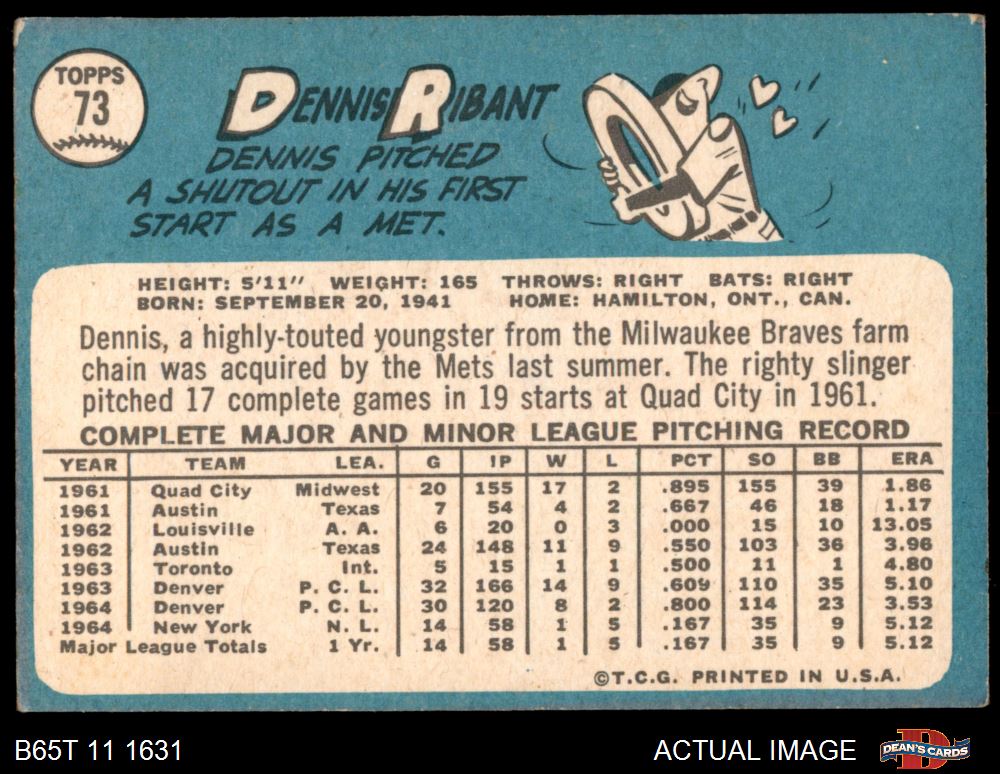 TOPPS
73
DENNIS RIBANT
DENNIS PITCHED
A SHUTOUT IN HIS FIRST
START AS A MET.
HEIGHT: 5'11" WEIGHT: 165 THROWS: RIGHT BATS: RIGHT
BORN: SEPTEMBER 20, 1941 HOME: HAMILTON, ONT., CAN.
Dennis, a highly-touted youngster from the Milwaukee Braves farm
chain was acquired by the Mets last summer. The righty slinger
pitched 17 complete games in 19 starts at Quad City in 1961.
COMPLETE MAJOR AND MINOR LEAGUE PITCHING RECORD
YEAR TEAM LEA. G IP W L PCT SO BB ERA
1961 Quad City Midwest 20 155 17 2 .895 155 39 1.86
1961 Austin Texas 7 54 4 2 .667 46 18 1.17
1962 Louisville A. A. 6 20 0 3 .000 15 10 13.05
1962 Austin Texas 24 148 11 9 .550 103 36 3.96
1963 Toronto Int. 5 15 1 1 .500 11 1 4.80
1963 Denver P. C. L. 32 166 14 9 .609 110 35 5.10
1964 Denver P. C. L. 30 120 8 2 .800 114 23 3.53
1964 New York N. L. 14 58 1 5 .167 35 9 5.12
Major League Totals 1 Yr. 14 58 1 5 .167 35 9 5.12
©T.C.G. PRINTED IN U.S.A.
B65T 11 1631 ACTUAL IMAGE DEAN'S CARDS